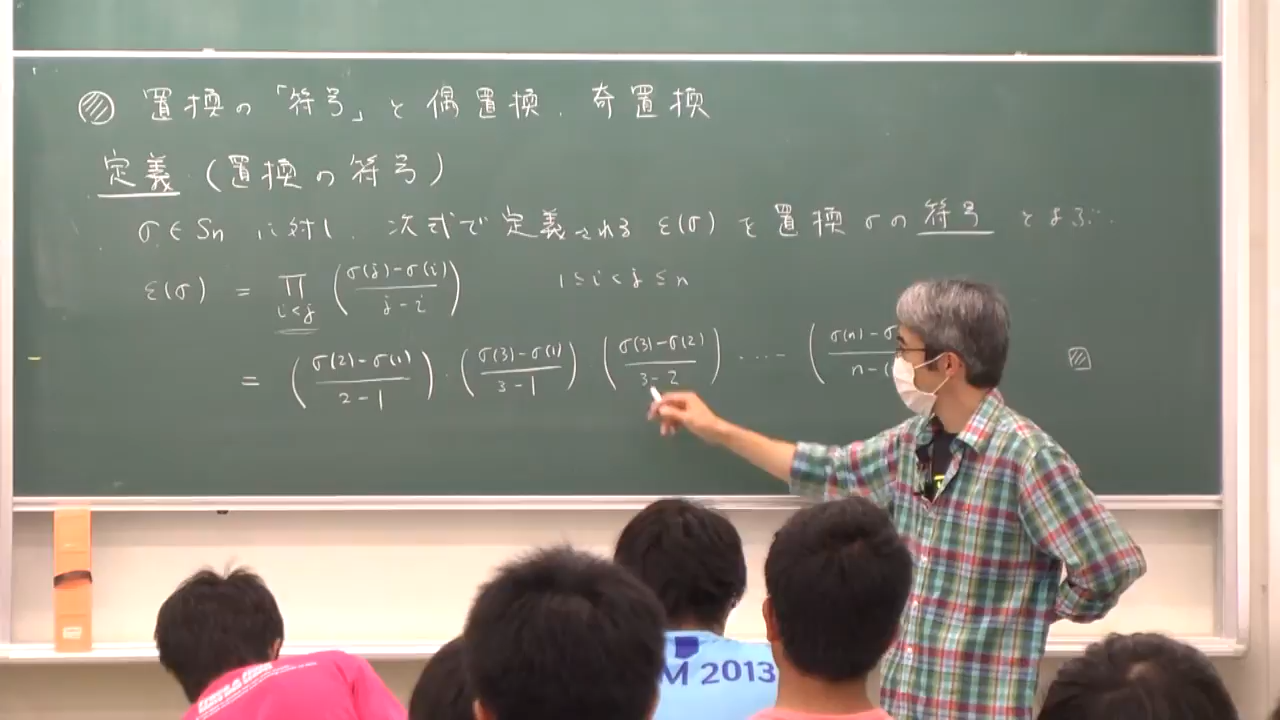 置換の「符号」と偶置換、奇置換
定義(置換の符号)
σ∈Sn に対し、次式で定義される ε(σ) を置換 σ の符号 とよぶ.
ε(σ) = ∏_{i<j} ( (σ(j)-σ(i)) / (j-i) )   1≤i<j≤n
= ( (σ(2)-σ(1)) / (2-1) ) · ( (σ(3)-σ(1)) / (3-1) ) ( (σ(3)-σ(2)) / (3-2) ) ····· ( (σ(n)-σ / n-(
M 2013